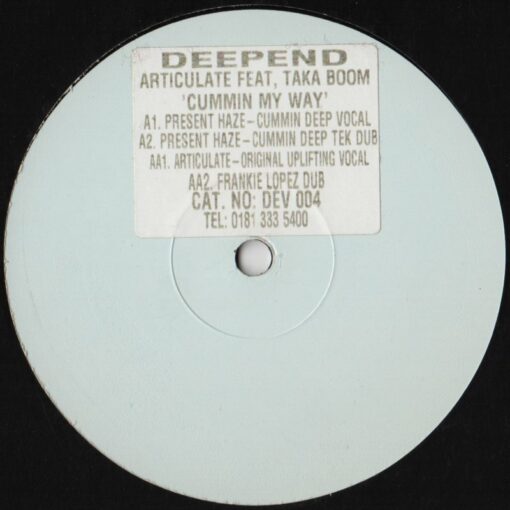 DEEPEND
ARTICULATE FEAT, TAKA BOOM
'CUMMIN MY WAY'
A1. PRESENT HAZE – CUMMIN DEEP VOCAL
A2. PRESENT HAZE – CUMMIN DEEP TEK DUB
AA1. ARTICULATE – ORIGINAL UPLIFTING VOCAL
AA2. FRANKIE LOPEZ DUB
CAT. NO: DEV 004
TEL: 0181 333 5400